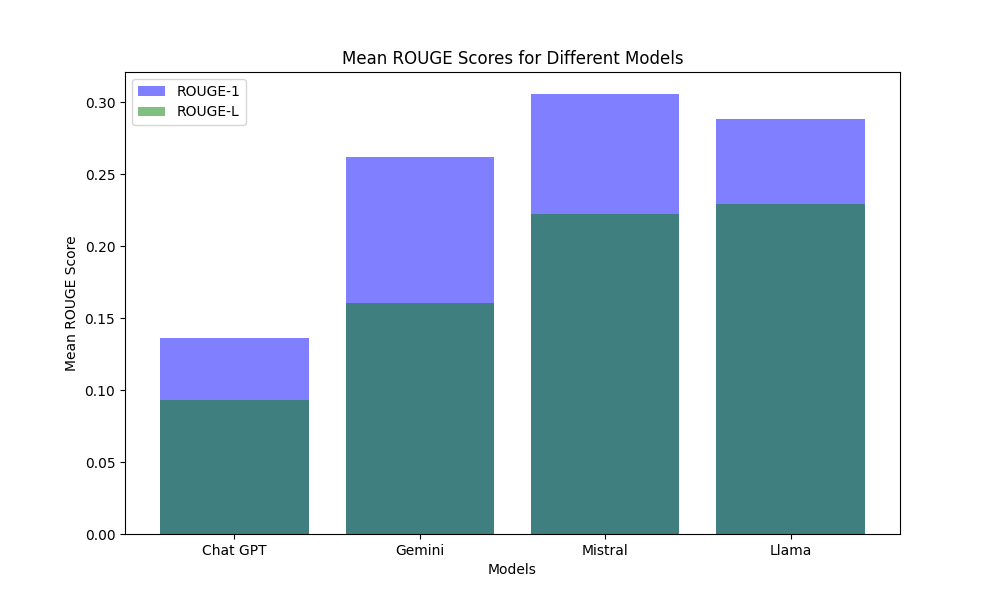 Mean ROUGE Scores for Different Models
ROUGE-1
ROUGE-L
0.30
0.25
0.20
0.15
0.10
0.05
0.00
Mean ROUGE Score
Chat GPT Gemini Mistral Llama
Models